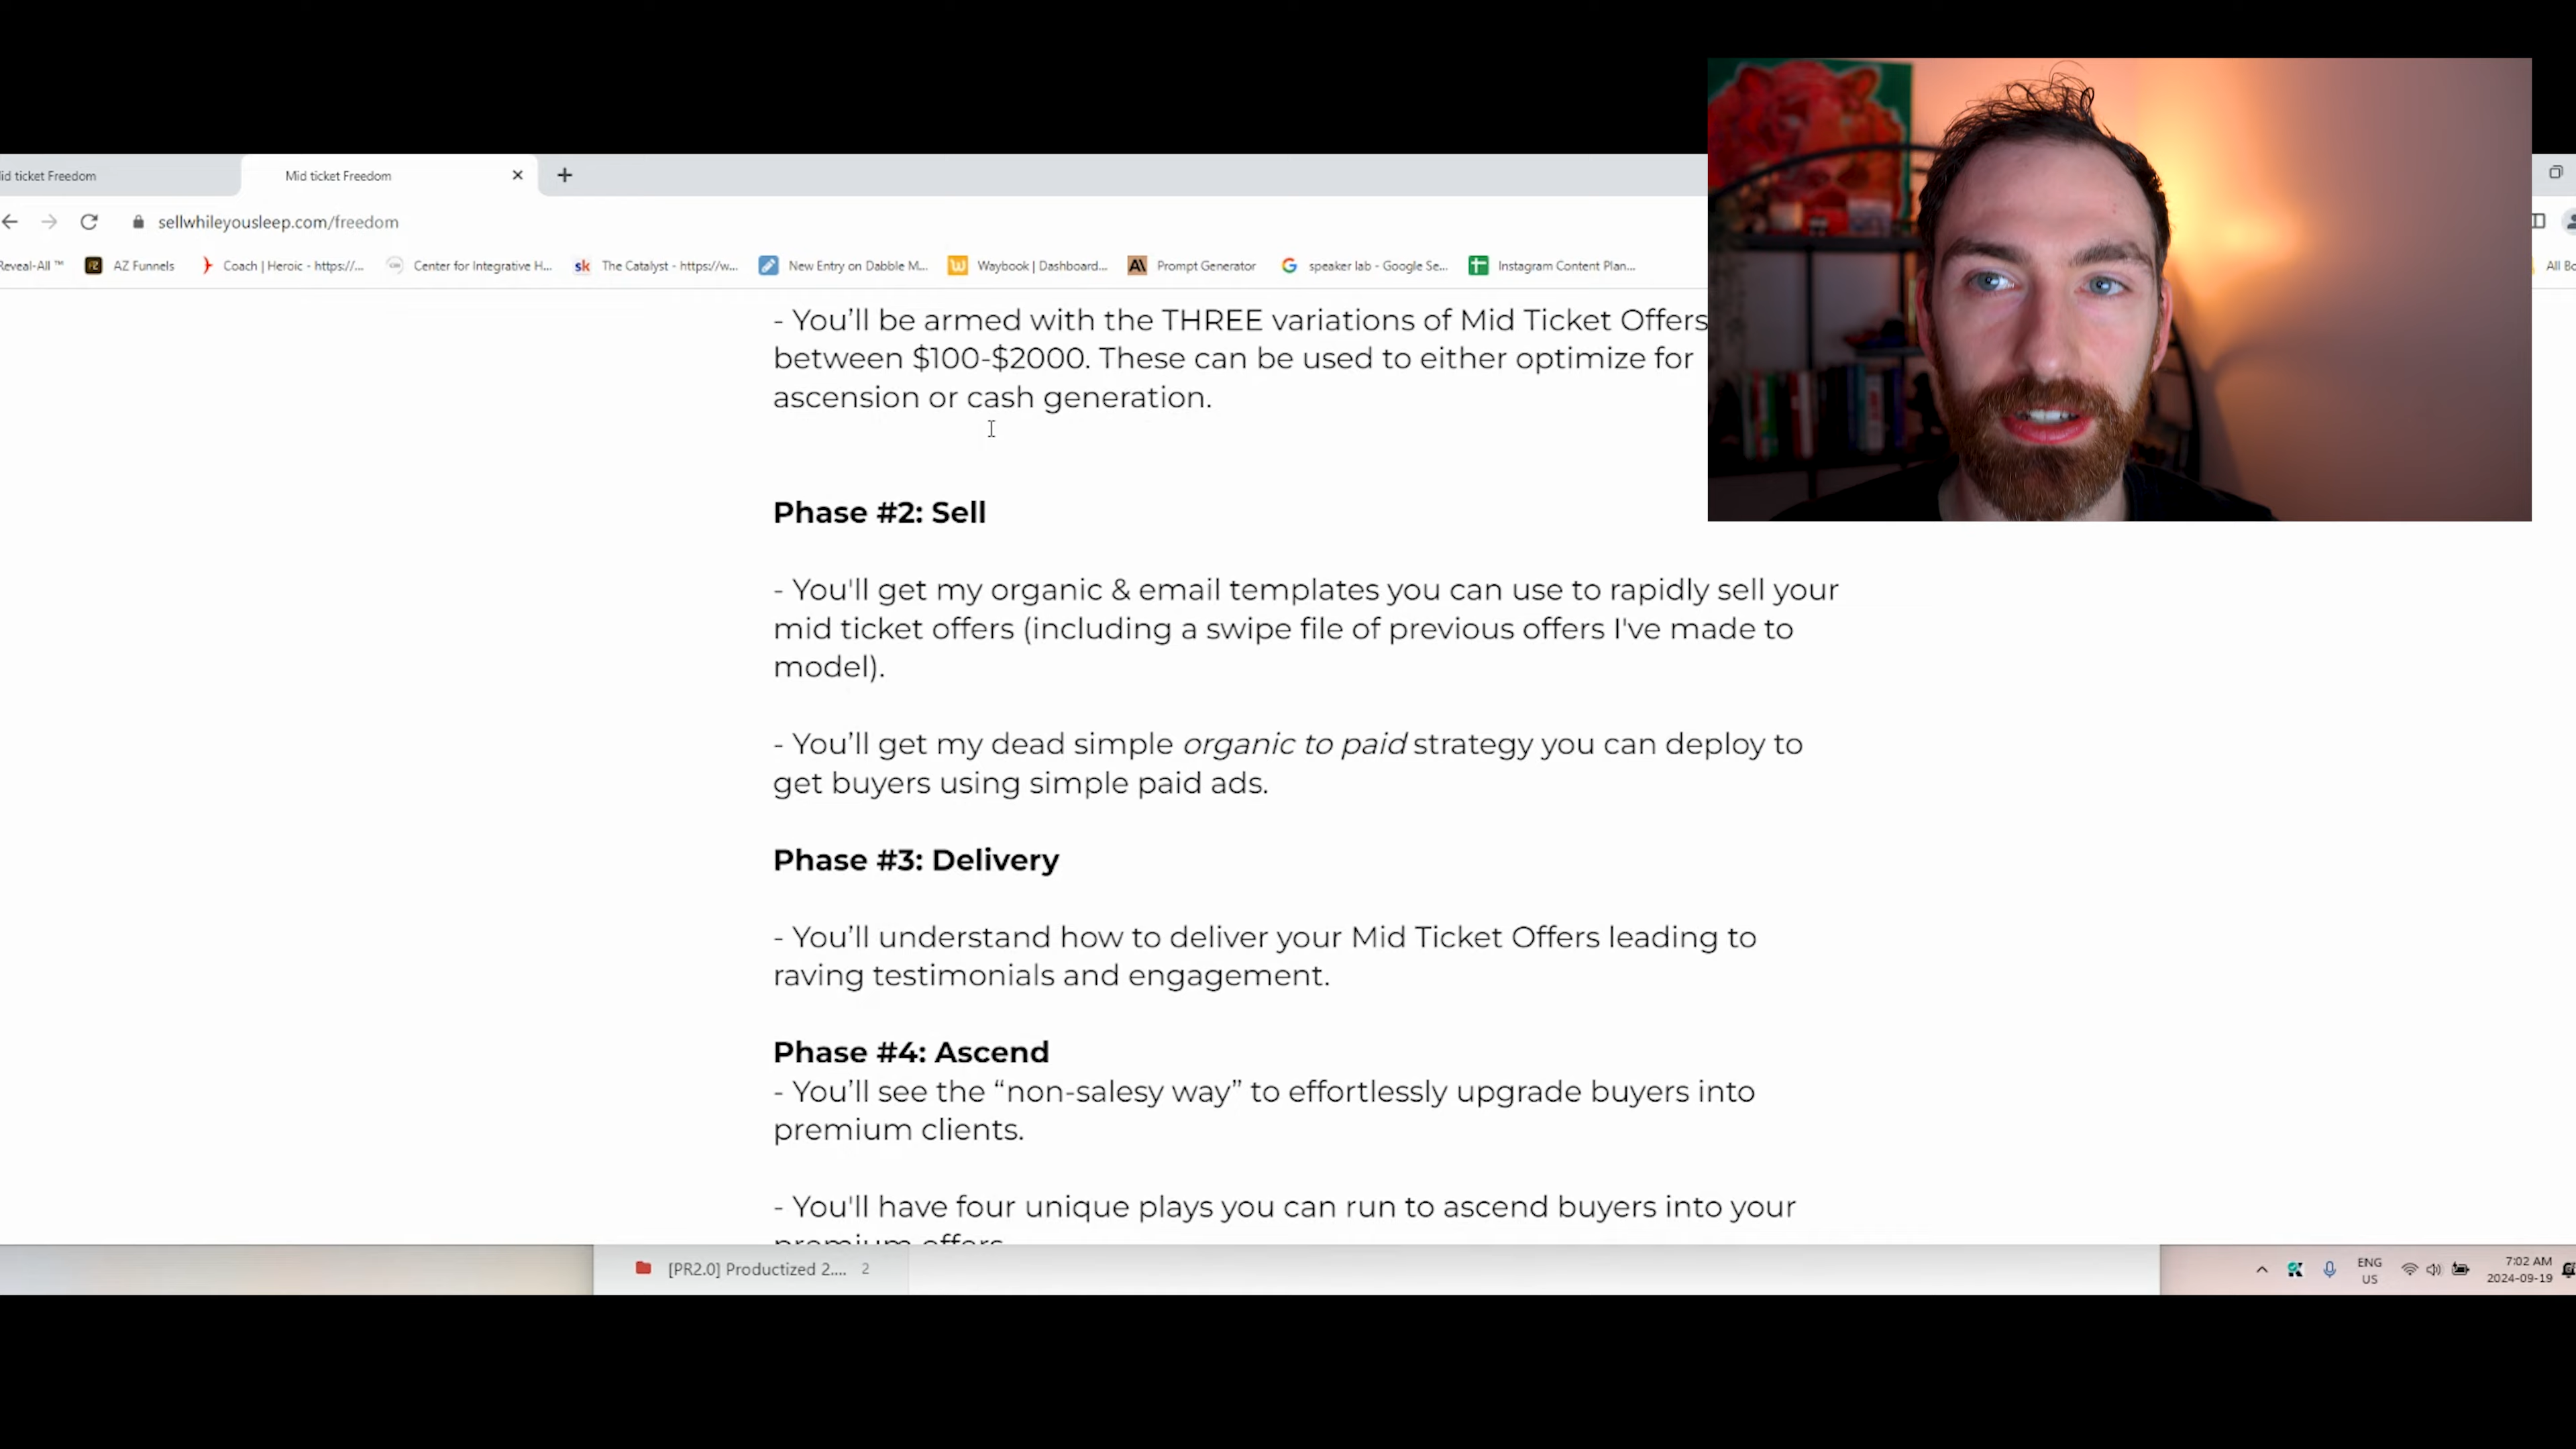 id ticket Freedom
Mid ticket Freedom
sellwhileyousleep.com/freedom
Reveal-All ™
AZ Funnels
Coach | Heroic - https://...
Center for Integrative H...
sk The Catalyst - https://w...
New Entry on Dabble M...
Waybook | Dashboard...
Prompt Generator
speaker lab - Google Se...
Instagram Content Plan...
All Bo
- You’ll be armed with the THREE variations of Mid Ticket Offers
between $100-$2000. These can be used to either optimize for
ascension or cash generation.
Phase #2: Sell
- You'll get my organic & email templates you can use to rapidly sell your
mid ticket offers (including a swipe file of previous offers I've made to
model).
- You’ll get my dead simple organic to paid strategy you can deploy to
get buyers using simple paid ads.
Phase #3: Delivery
- You’ll understand how to deliver your Mid Ticket Offers leading to
raving testimonials and engagement.
Phase #4: Ascend
- You’ll see the “non-salesy way” to effortlessly upgrade buyers into
premium clients.
- You'll have four unique plays you can run to ascend buyers into your
premium offers
[PR2.0] Productized 2.... 2
ENG
US
7:02 AM
2024-09-19